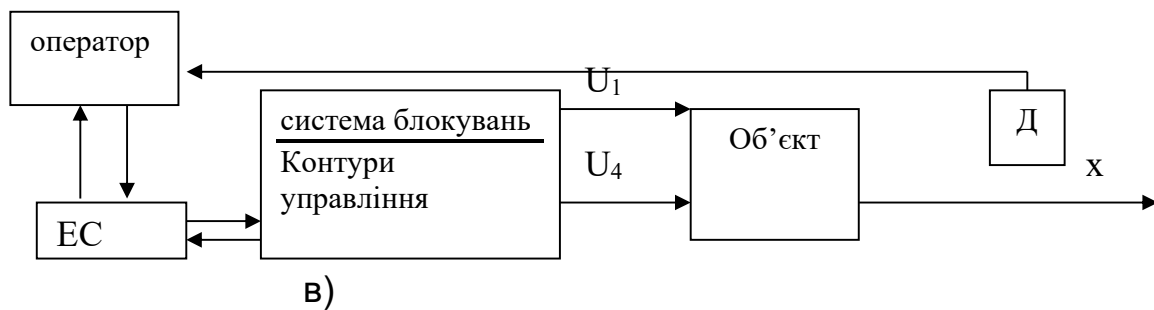 оператор
U₁
система блокувань
Контури
управління
Об’єкт
Д
U₄
x
ЕС
в)